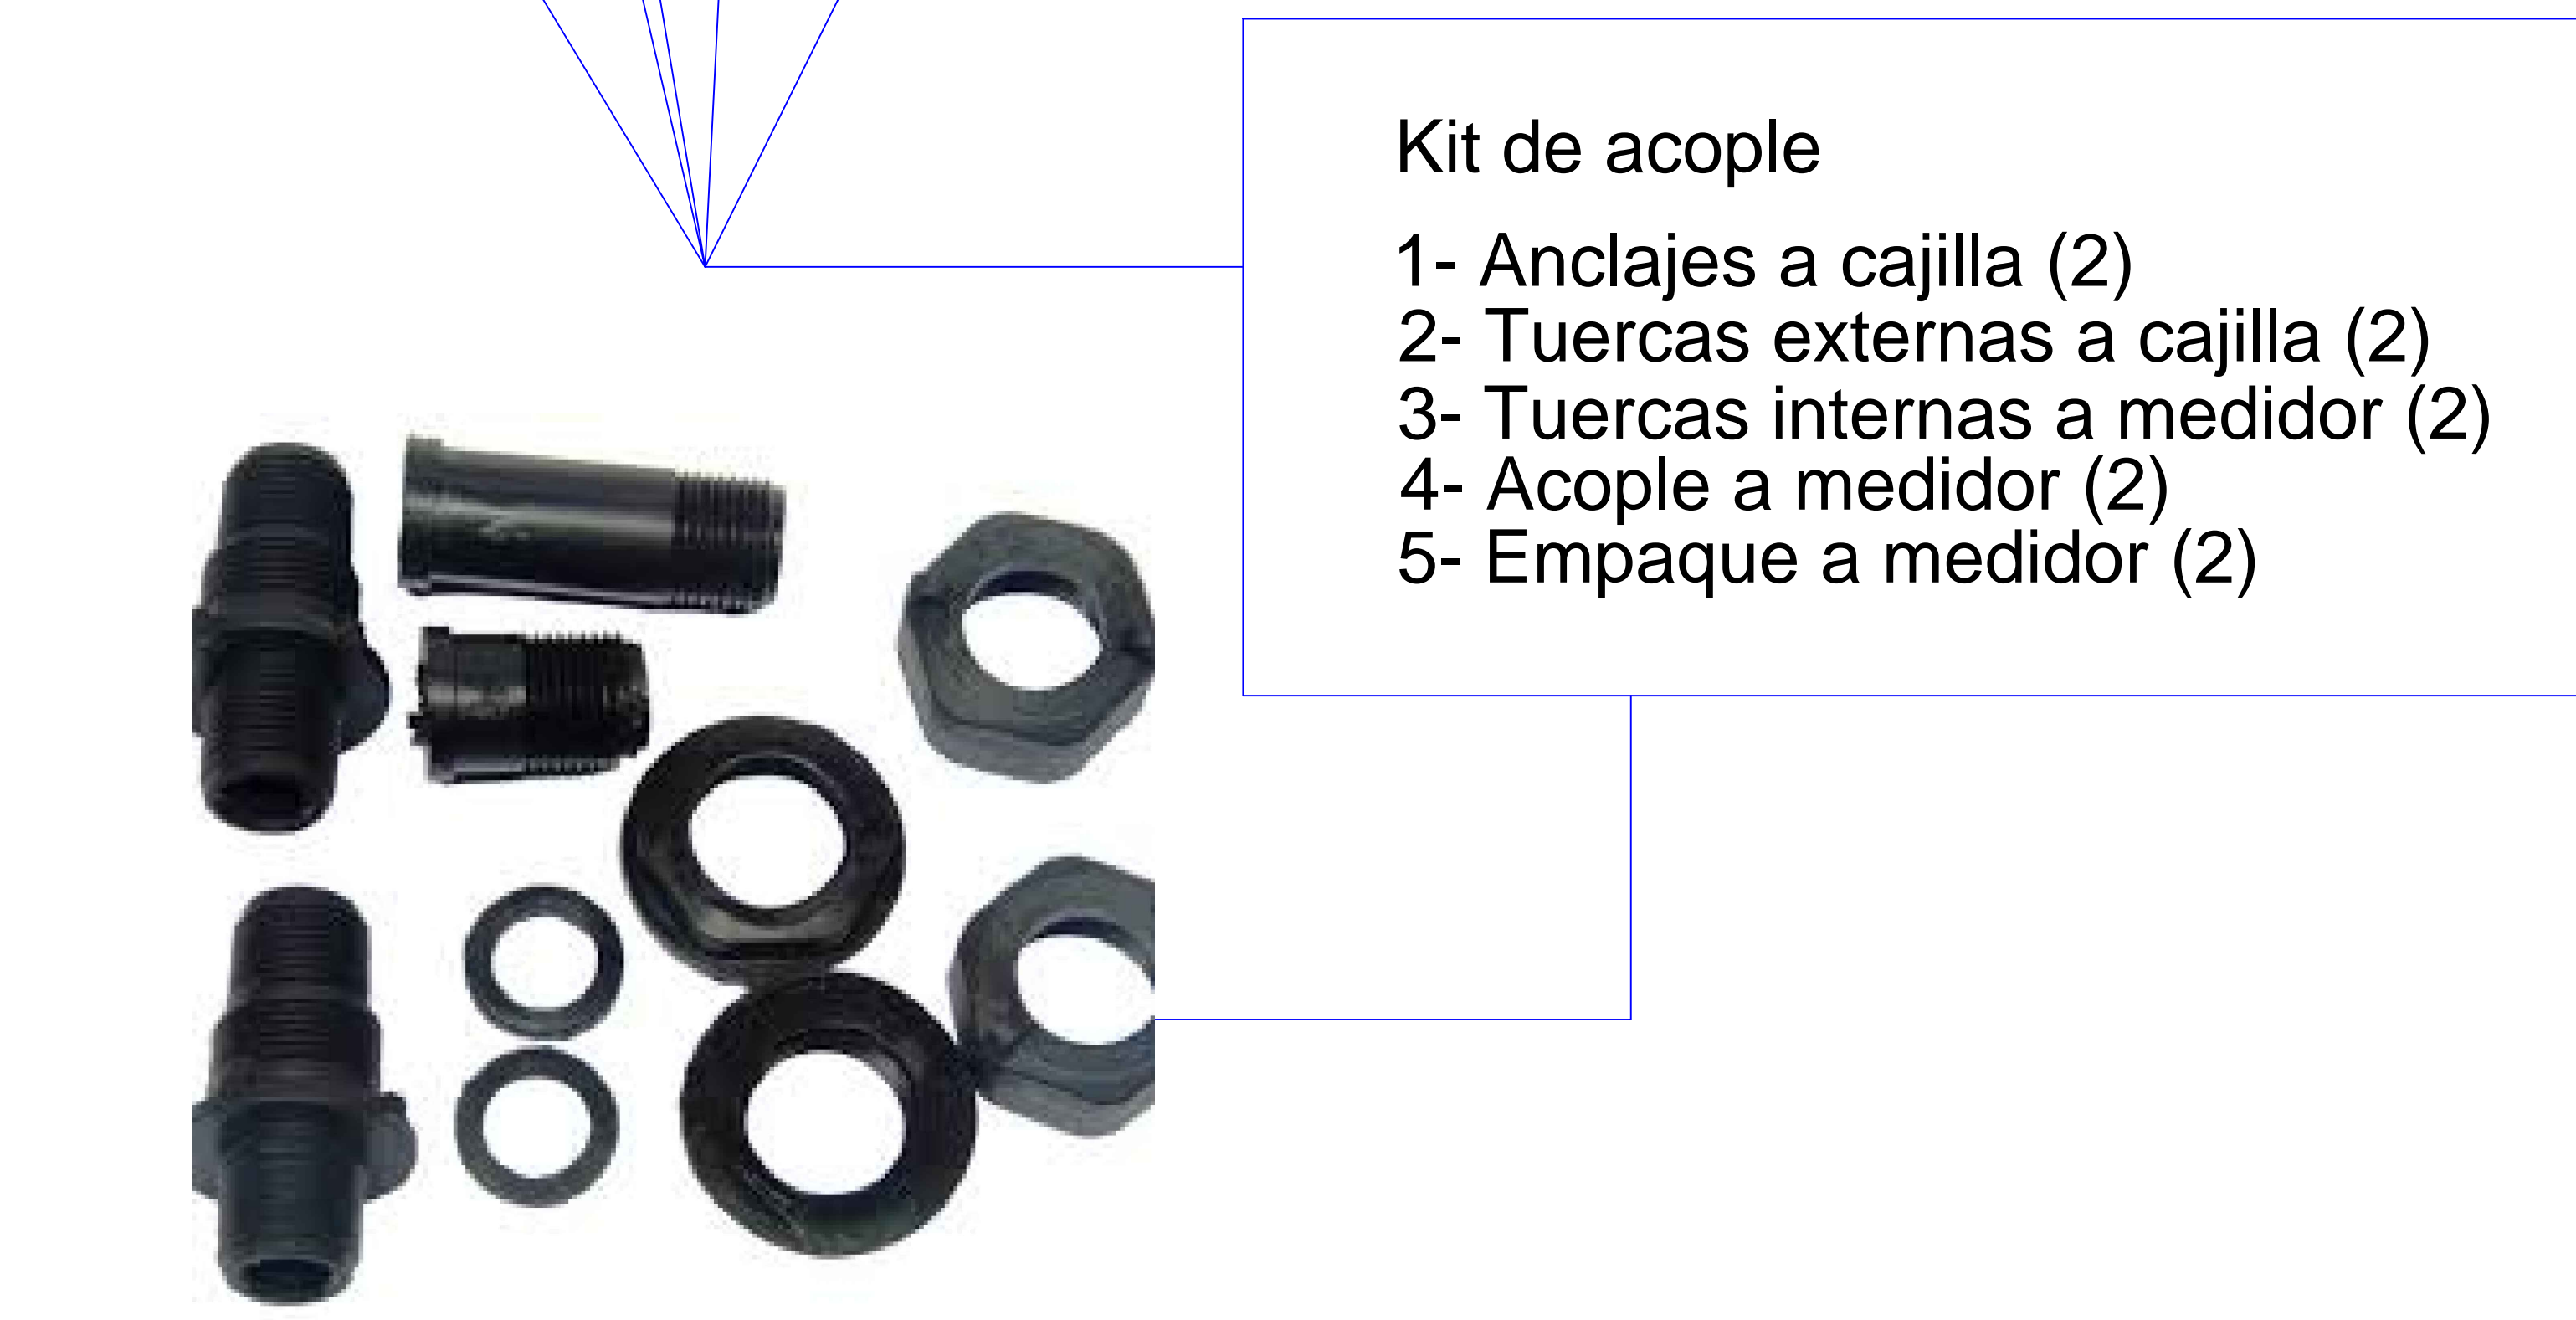 Kit de acople
1- Anclajes a cajilla (2)
2- Tuercas externas a cajilla (2)
3- Tuercas internas a medidor (2)
4- Acople a medidor (2)
5- Empaque a medidor (2)